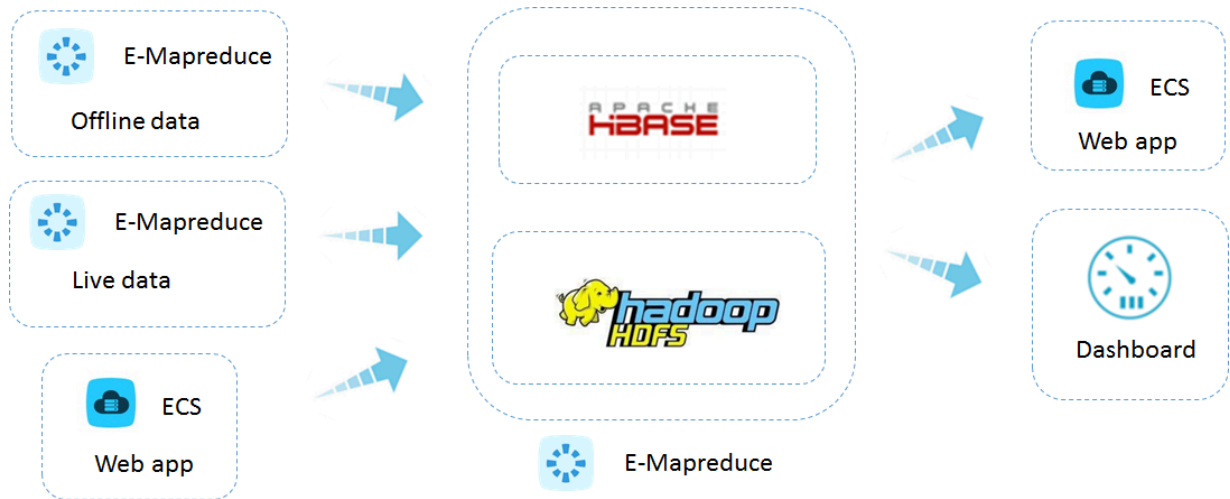 E-Mapreduce
Offline data
E-Mapreduce
Live data
ECS
Web app
APACHE
HBASE
hadoop
HDFS
E-Mapreduce
ECS
Web app
Dashboard